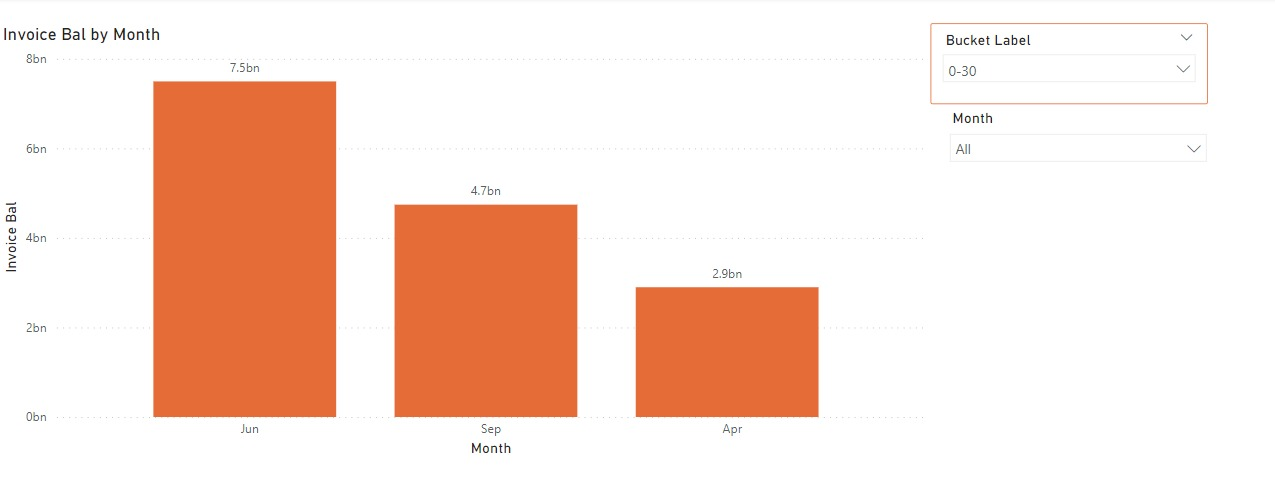 Invoice Bal by Month
8bn
6bn
4bn
2bn
0bn
Invoice Bal
7.5bn
4.7bn
2.9bn
Jun
Sep
Apr
Month
Bucket Label
0-30
Month
All